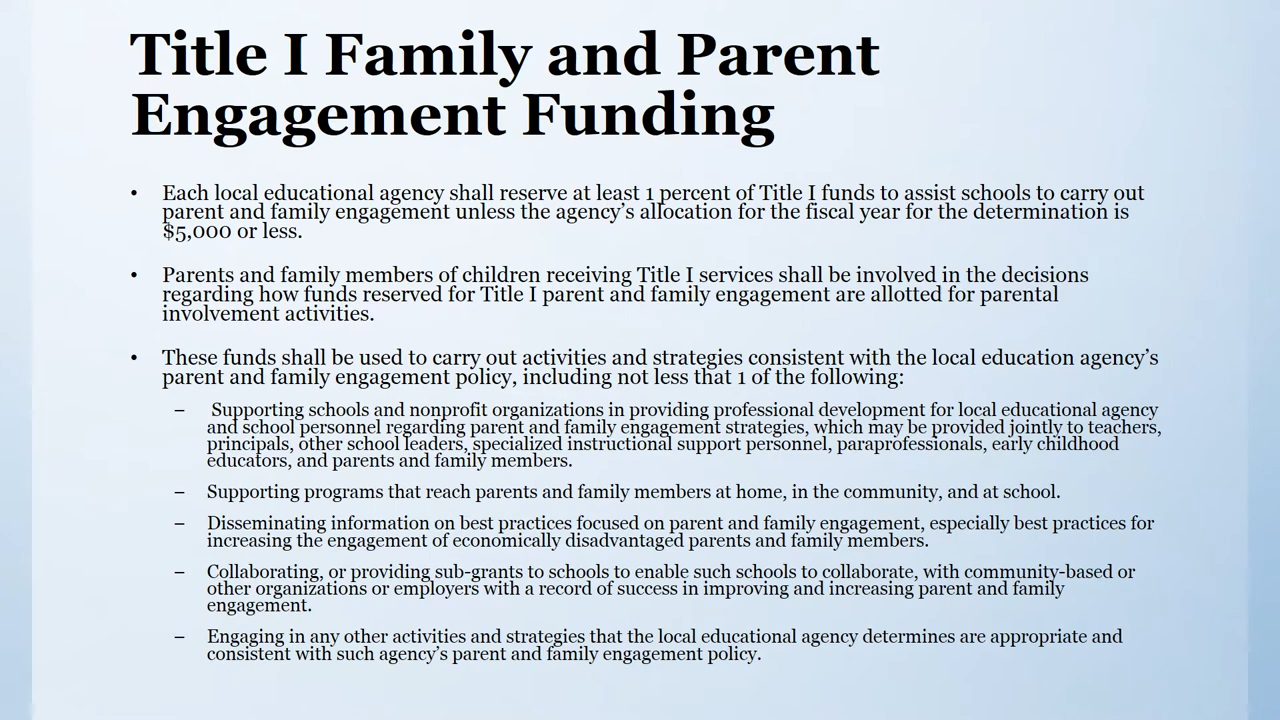 Title I Family and Parent
Engagement Funding
• Each local educational agency shall reserve at least 1 percent of Title I funds to assist schools to carry out
parent and family engagement unless the agency’s allocation for the fiscal year for the determination is
$5,000 or less.
• Parents and family members of children receiving Title I services shall be involved in the decisions
regarding how funds reserved for Title I parent and family engagement are allotted for parental
involvement activities.
• These funds shall be used to carry out activities and strategies consistent with the local education agency’s
parent and family engagement policy, including not less that 1 of the following:
– Supporting schools and nonprofit organizations in providing professional development for local educational agency
and school personnel regarding parent and family engagement strategies, which may be provided jointly to teachers,
principals, other school leaders, specialized instructional support personnel, paraprofessionals, early childhood
educators, and parents and family members.
– Supporting programs that reach parents and family members at home, in the community, and at school.
– Disseminating information on best practices focused on parent and family engagement, especially best practices for
increasing the engagement of economically disadvantaged parents and family members.
– Collaborating, or providing sub-grants to schools to enable such schools to collaborate, with community-based or
other organizations or employers with a record of success in improving and increasing parent and family
engagement.
– Engaging in any other activities and strategies that the local educational agency determines are appropriate and
consistent with such agency’s parent and family engagement policy.